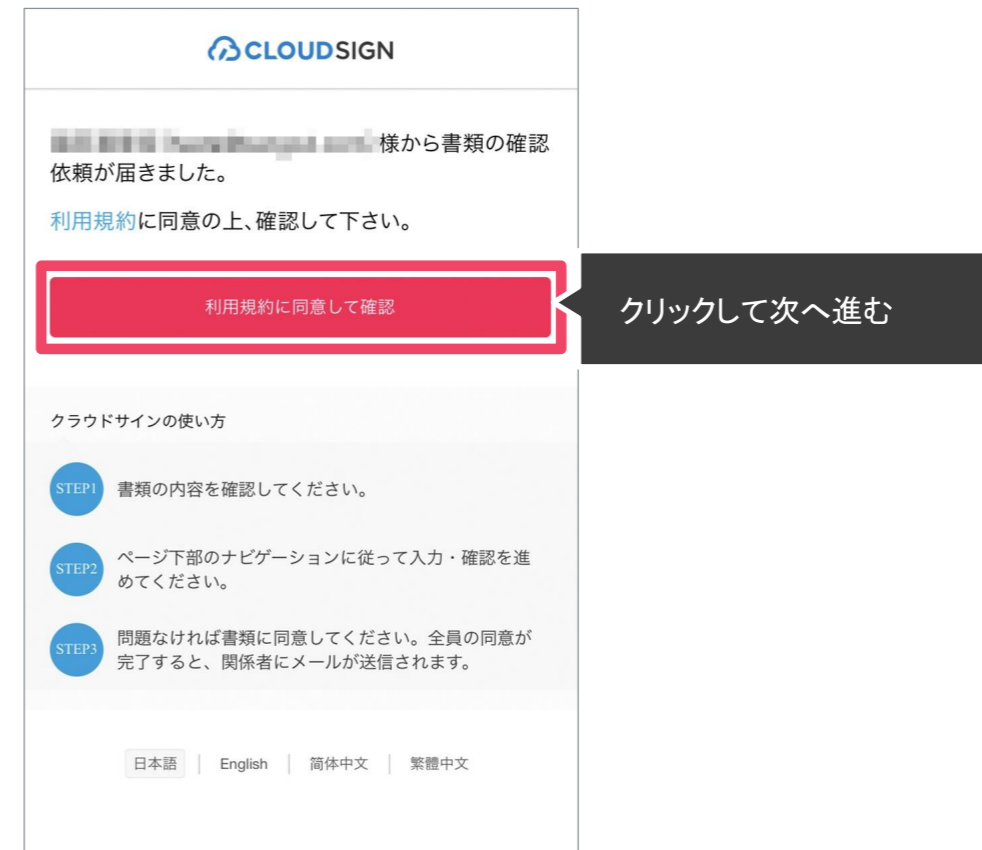 CLOUDSIGN
様から書類の確認
依頼が届きました。
利用規約に同意の上、確認して下さい。
利用規約に同意して確認
クリックして次へ進む
クラウドサインの使い方
STEP1 書類の内容を確認してください。
STEP2 ページ下部のナビゲーションに従って入力・確認を進
めてください。
STEP3 問題なければ書類に同意してください。全員の同意が
完了すると、関係者にメールが送信されます。
日本語 | English | 简体中文 | 繁體中文